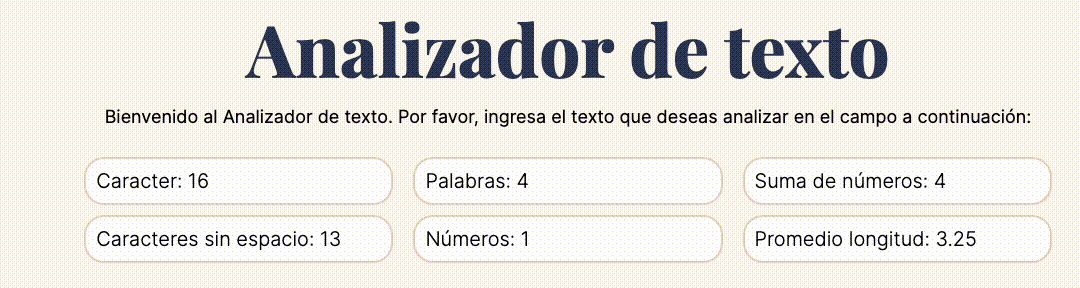 Analizador de texto
Bienvenido al Analizador de texto. Por favor, ingresa el texto que deseas analizar en el campo a continuación:
Caracter: 16
Palabras: 4
Suma de números: 4
Caracteres sin espacio: 13
Números: 1
Promedio longitud: 3.25